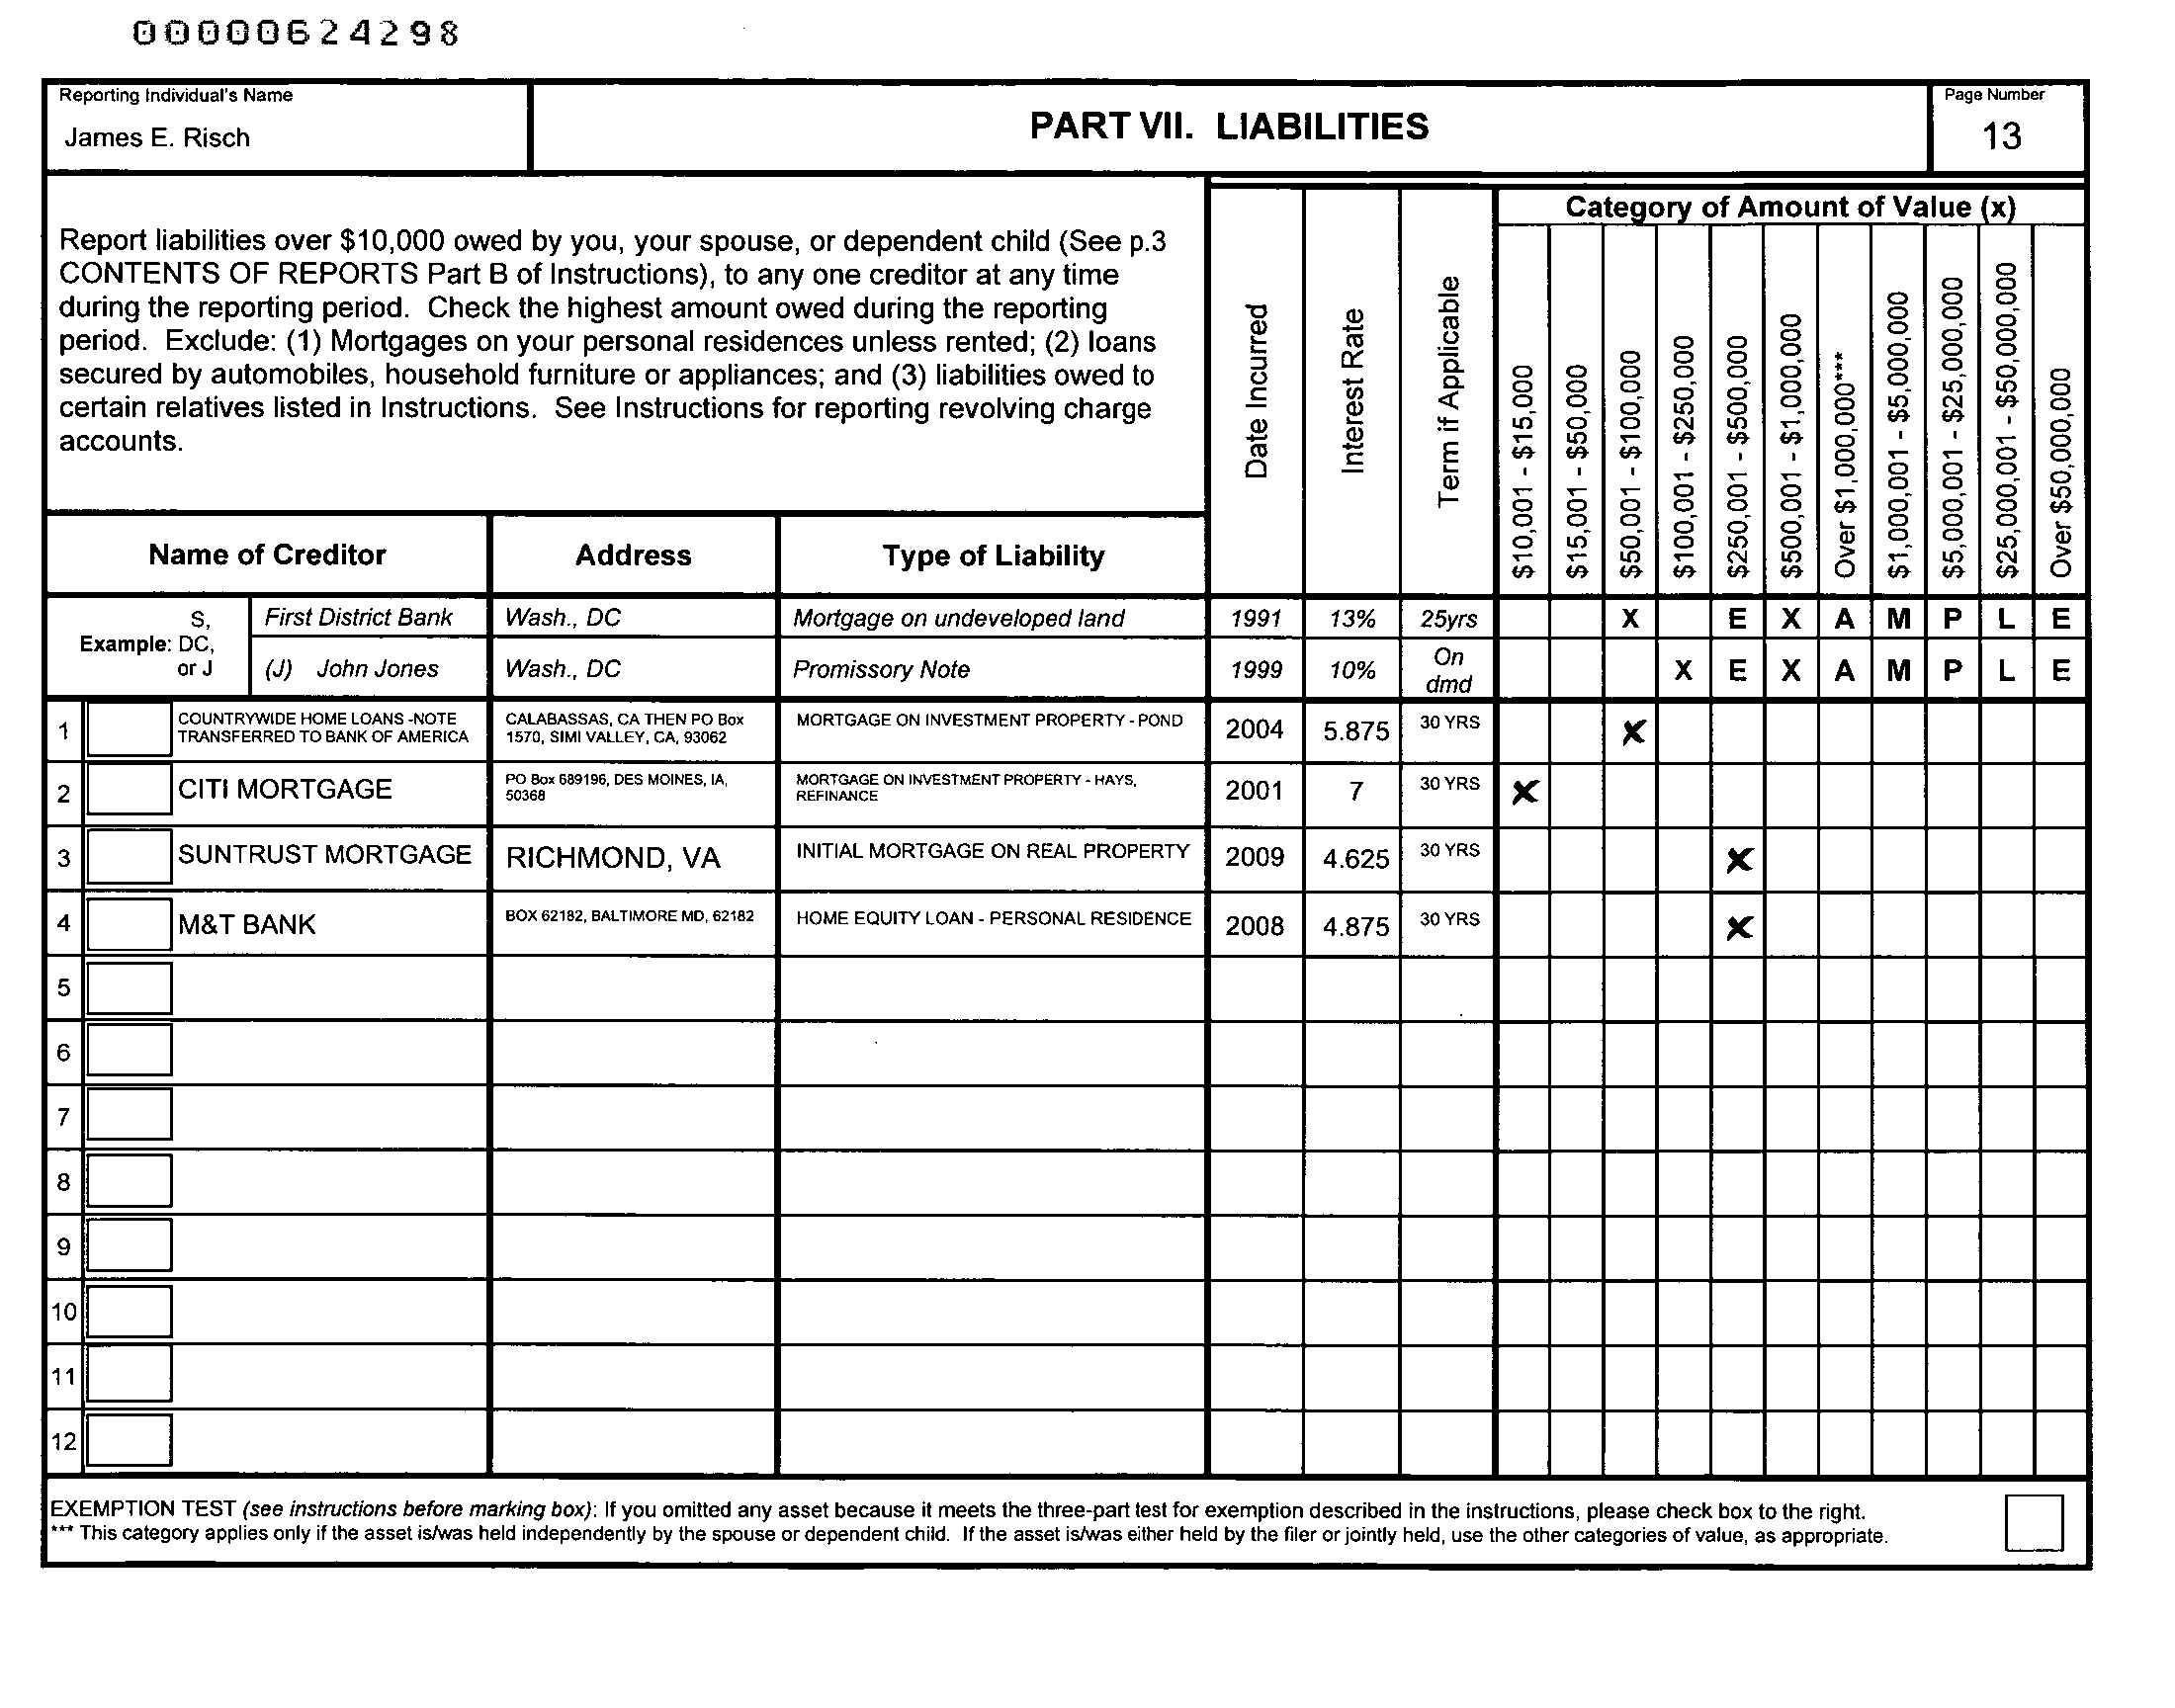 00000624298
Reporting Individual's Name
James E. Risch
PART VII. LIABILITIES
Page Number
13
Report liabilities over $10,000 owed by you, your spouse, or dependent child (See p.3
CONTENTS OF REPORTS Part B of Instructions), to any one creditor at any time
during the reporting period. Check the highest amount owed during the reporting
period. Exclude: (1) Mortgages on your personal residences unless rented; (2) loans
secured by automobiles, household furniture or appliances; and (3) liabilities owed to
certain relatives listed in Instructions. See Instructions for reporting revolving charge
accounts.
Date Incurred
Interest Rate
Term if Applicable
Category of Amount of Value (x)
$10,001 - $15,000
$15,001 - $50,000
$50,001 - $100,000
$100,001 - $250,000
$250,001 - $500,000
$500,001 - $1,000,000
Over $1,000,000***
$1,000,001 - $5,000,000
$5,000,001 - $25,000,000
$25,000,001 - $50,000,000
Over $50,000,000
Name of Creditor Address Type of Liability
Example: S, DC, or J
First District Bank Wash., DC Mortgage on undeveloped land 1991 13% 25yrs X E X A M P L E
(J) John Jones Wash., DC Promissory Note 1999 10% On dmd X E X A M P L E
1 COUNTRYWIDE HOME LOANS -NOTE TRANSFERRED TO BANK OF AMERICA CALABASSAS, CA THEN PO Box 1570, SIMI VALLEY, CA, 93062 MORTGAGE ON INVESTMENT PROPERTY - POND 2004 5.875 30 YRS X
2 CITI MORTGAGE PO Box 689196, DES MOINES, IA, 50368 MORTGAGE ON INVESTMENT PROPERTY - HAYS, REFINANCE 2001 7 30 YRS X
3 SUNTRUST MORTGAGE RICHMOND, VA INITIAL MORTGAGE ON REAL PROPERTY 2009 4.625 30 YRS X
4 M&T BANK BOX 62182, BALTIMORE MD, 62182 HOME EQUITY LOAN - PERSONAL RESIDENCE 2008 4.875 30 YRS X
5
6
7
8
9
10
11
12
EXEMPTION TEST (see instructions before marking box): If you omitted any asset because it meets the three-part test for exemption described in the instructions, please check box to the right.
*** This category applies only if the asset is/was held independently by the spouse or dependent child. If the asset is/was either held by the filer or jointly held, use the other categories of value, as appropriate.